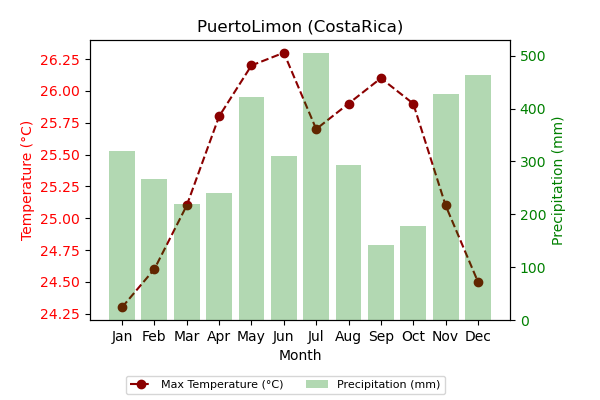 PuertoLimon (CostaRica)
26.25
26.00
25.75
25.50
25.25
25.00
24.75
24.50
24.25
Temperature (°C)
500
400
300
200
100
0
Precipitation (mm)
Jan Feb Mar Apr May Jun Jul Aug Sep Oct Nov Dec
Month
Max Temperature (°C) Precipitation (mm)